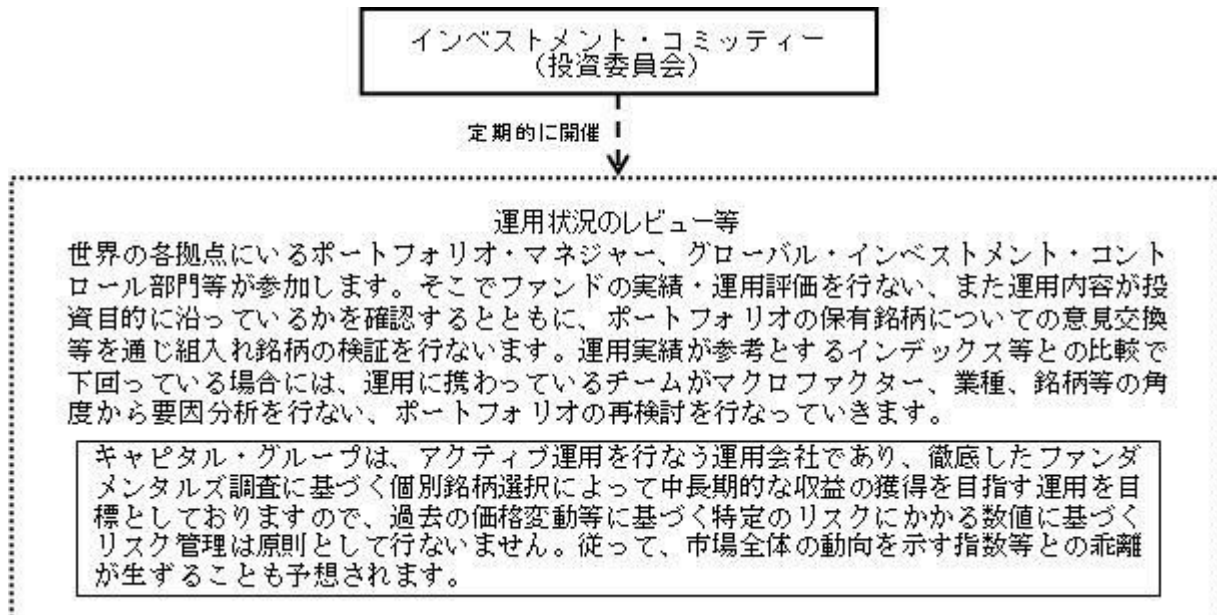 インベストメント・コミッティー
（投資委員会）
定期的に開催
運用状況のレビュー等
世界の各拠点にいるポートフォリオ・マネジャー、グローバル・インベストメント・コント
ロール部門等が参加します。そこでファンドの実績・運用評価を行ない、また運用内容が投
資目的に沿っているかを確認するとともに、ポートフォリオの保有銘柄についての意見交換
等を通じ組入れ銘柄の検証を行ないます。運用実績が参考とするインデックス等との比較で
下回っている場合には、運用に携わっているチームがマクロファクター、業種、銘柄等の角
度から要因分析を行ない、ポートフォリオの再検討を行なっていきます。
キャピタル・グループは、アクティブ運用を行なう運用会社であり、徹底したファンダ
メンタルズ調査に基づく個別銘柄選択によって中長期的な収益の獲得を目指す運用を目
標としておりますので、過去の価格変動等に基づく特定のリスクにかかる数値に基づく
リスク管理は原則として行ないません。従って、市場全体の動向を示す指数等との乖離
が生ずることも予想されます。